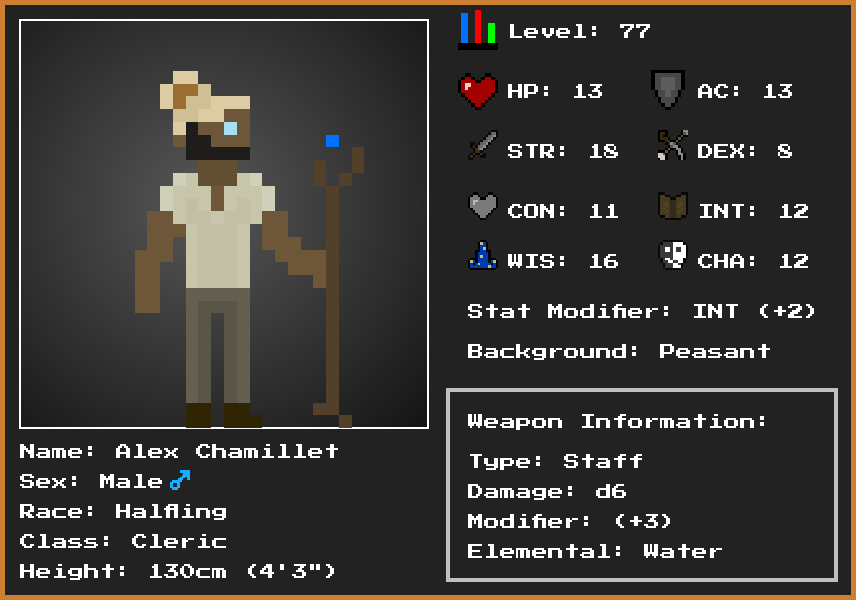 Level: 77
HP: 13 AC: 13
STR: 18 DEX: 8
CON: 11 INT: 12
WIS: 16 CHA: 12
Stat Modifier: INT (+2)
Background: Peasant
Weapon Information:
Type: Staff
Damage: d6
Modifier: (+3)
Elemental: Water
Name: Alex Chamillet
Sex: Male ♂
Race: Halfling
Class: Cleric
Height: 130cm (4'3")